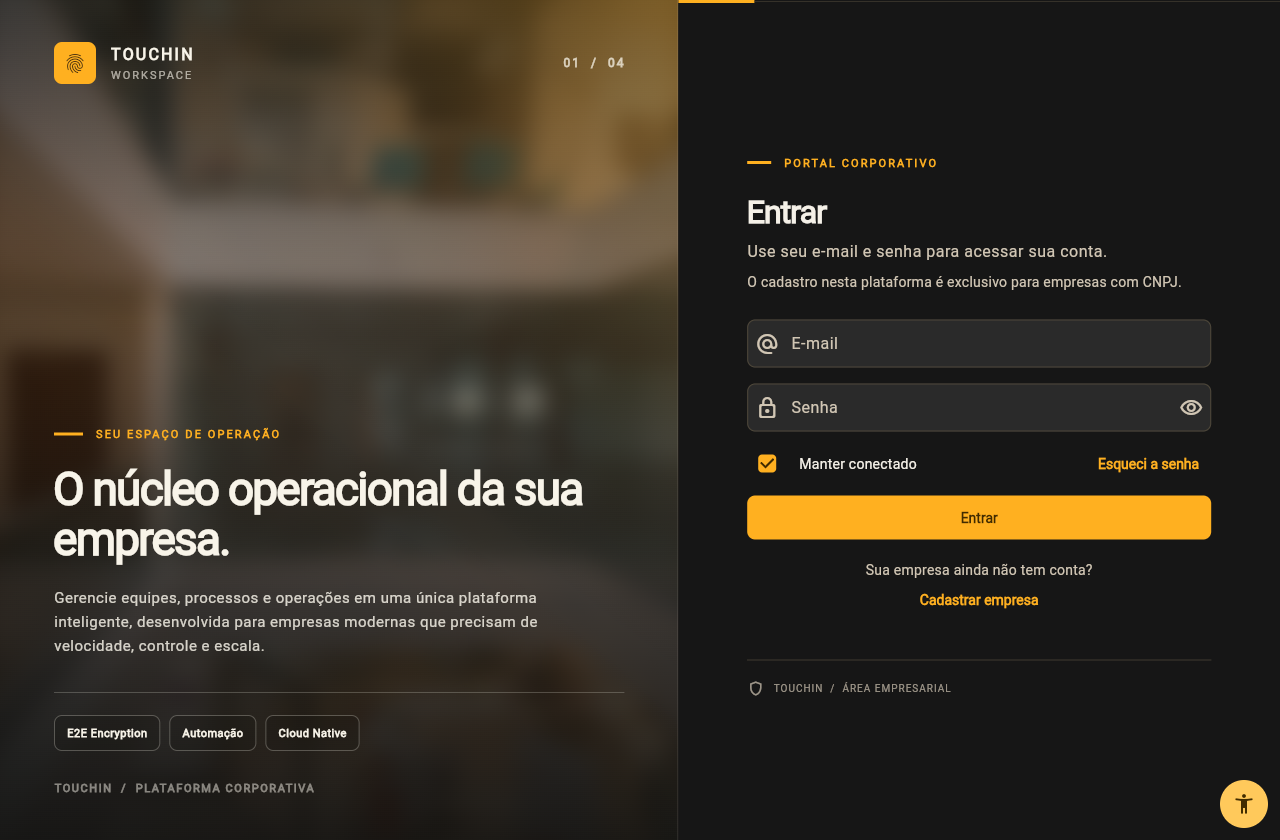 TOUCHIN
WORKSPACE
01 / 04
SEU ESPAÇO DE OPERAÇÃO
O núcleo operacional da sua
empresa.
Gerencie equipes, processos e operações em uma única plataforma
inteligente, desenvolvida para empresas modernas que precisam de
velocidade, controle e escala.
E2E Encryption
Automação
Cloud Native
TOUCHIN / PLATAFORMA CORPORATIVA
PORTAL CORPORATIVO
Entrar
Use seu e-mail e senha para acessar sua conta.
O cadastro nesta plataforma é exclusivo para empresas com CNPJ.
E-mail
Senha
Manter conectado
Esqueci a senha
Entrar
Sua empresa ainda não tem conta?
Cadastrar empresa
TOUCHIN / ÁREA EMPRESARIAL